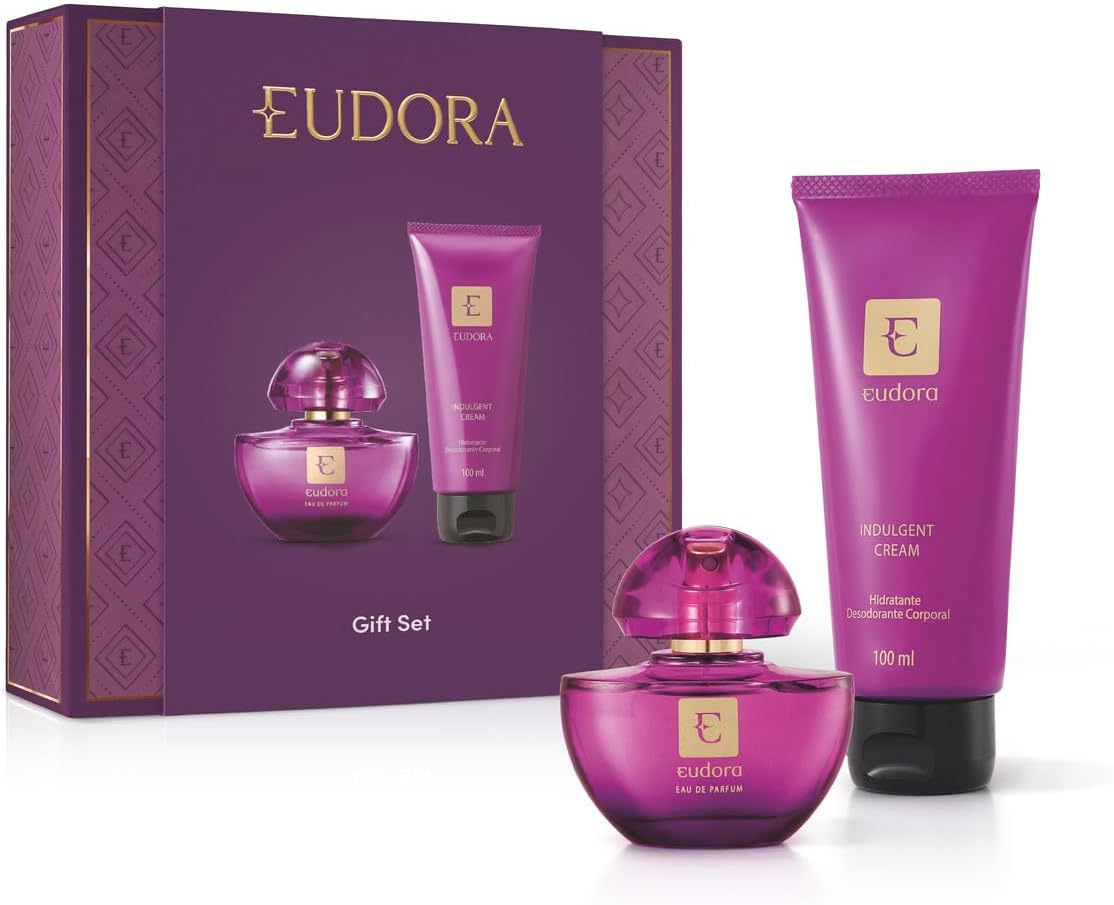 EUDORA
E
EUDORA
INDULGENT
CREAM
Hidratante
Desodorante Corporal
100 ml
E
eudora
EAU DE PARFUM
Gift Set
E
eudora
INDULGENT
CREAM
Hidratante
Desodorante Corporal
100 ml
E
eudora
EAU DE PARFUM